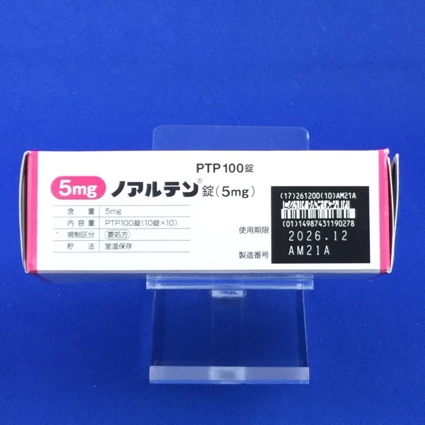 PTP100錠
5mg ノアルテン®錠(5mg)
含量 5mg
内容量 PTP100錠(10錠×10)
*規制区分 要処方
貯法 室温保存
使用期限 2026.12
製造番号 AM21A
(17)261200(10)AM21A
(01)14987431190278